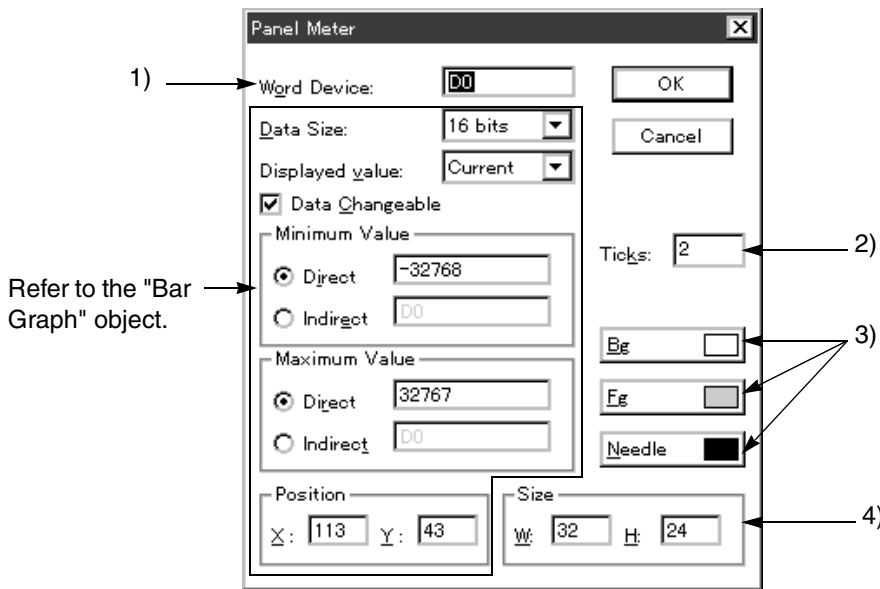 Panel Meter
1)
Word Device: D0
OK
Data Size: 16 bits
Cancel
Displayed value: Current
Data Changeable
Minimum Value
Ticks: 2
2)
Direct -32768
Refer to the "Bar
Graph" object.
Indirect D0
Bg
3)
Maximum Value
Direct 32767
Fg
Indirect D0
Needle
Position
X: 113 Y: 43
Size
W: 32 H: 24
4)